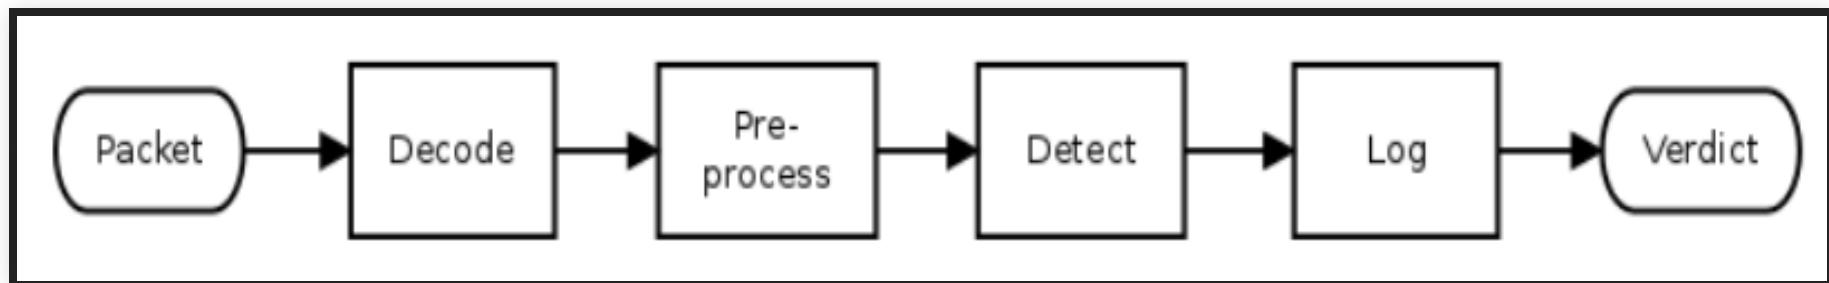 Packet
Decode
Pre-
process
Detect
Log
Verdict